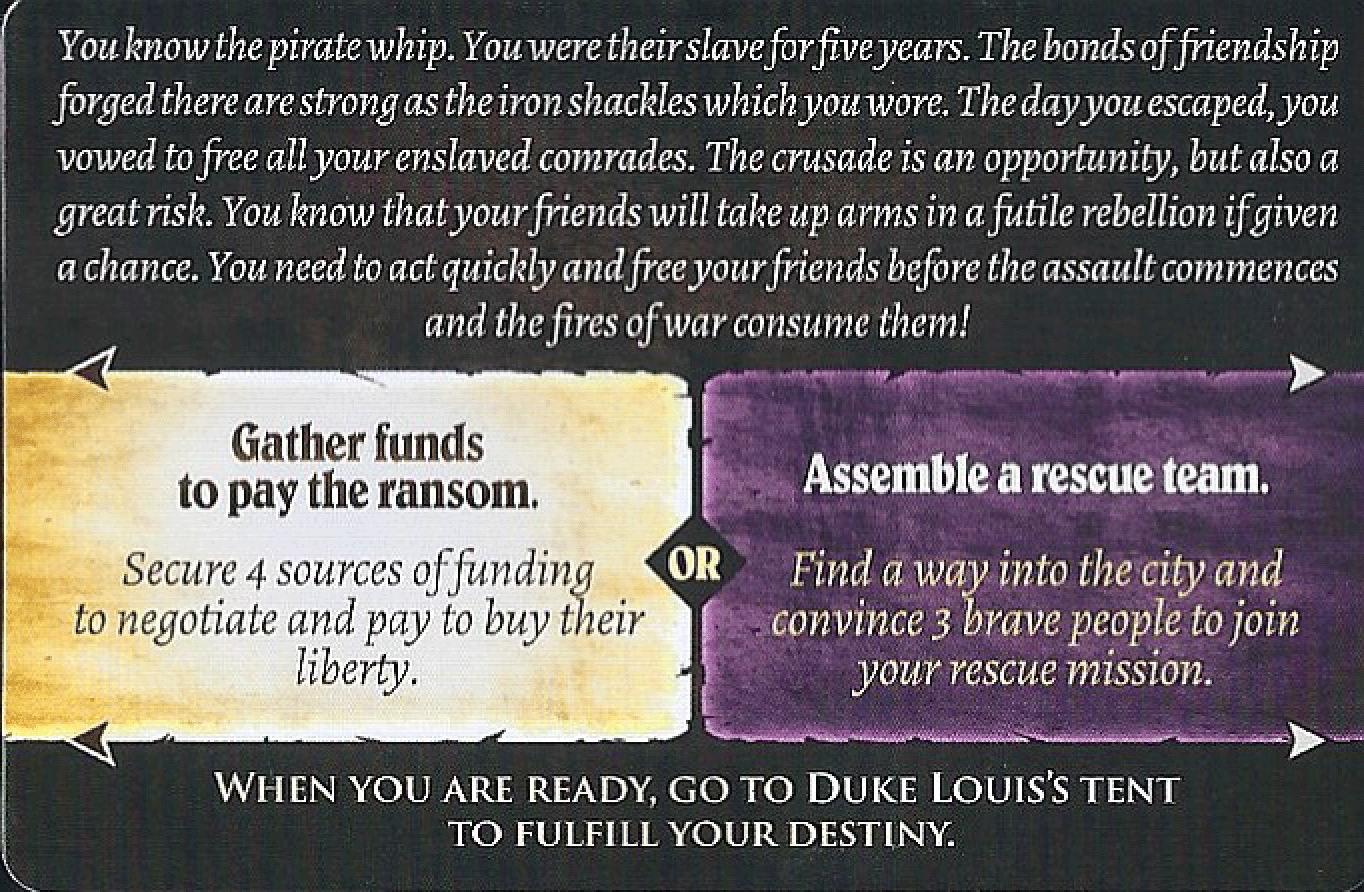 You know the pirate whip. You were their slave for five years. The bonds of friendship
forged there are strong as the iron shackles which you wore. The day you escaped, you
vowed to free all your enslaved comrades. The crusade is an opportunity, but also a
great risk. You know that your friends will take up arms in a futile rebellion if given
a chance. You need to act quickly and free your friends before the assault commences
and the fires of war consume them!
Gather funds
to pay the ransom.
Secure 4 sources of funding
to negotiate and pay to buy their
liberty.
OR
Assemble a rescue team.
Find a way into the city and
convince 3 brave people to join
your rescue mission.
WHEN YOU ARE READY, GO TO DUKE LOUIS'S TENT
TO FULFILL YOUR DESTINY.